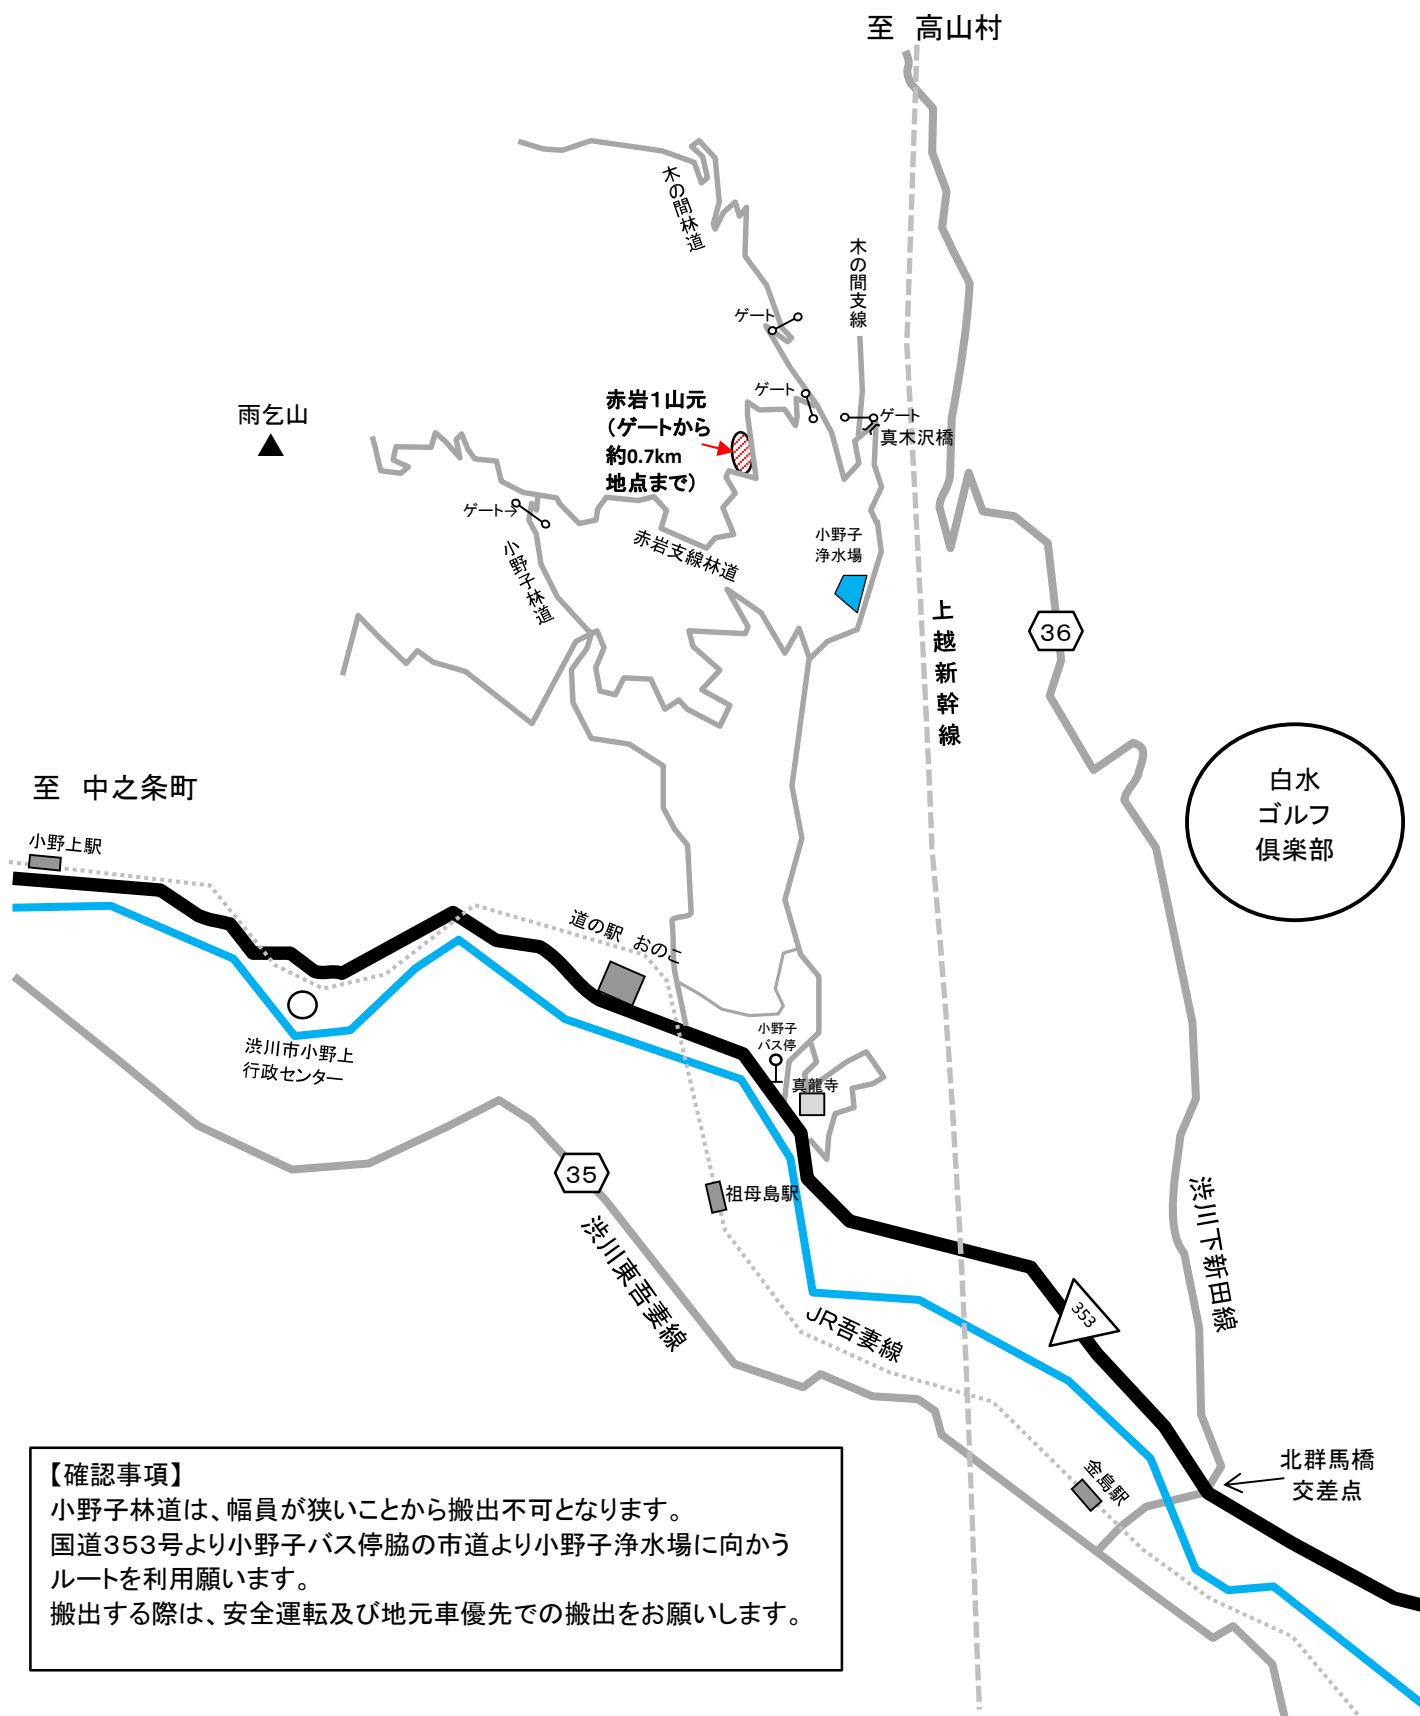 至　高山村
木の間林道
木の間支線
ゲート
ゲート
ゲート
真木沢橋
赤岩１山元
（ゲートから
約0.7km
地点まで）
雨乞山
ゲート→
小野子林道
赤岩支線林道
小野子
浄水場
上越新幹線
36
白水
ゴルフ
倶楽部
至　中之条町
小野上駅
道の駅　おのこ
渋川市小野上
行政センター
小野子
バス停
真龍寺
35
祖母島駅
渋川東吾妻線
渋川下新田線
JR吾妻線
353
金島駅
北群馬橋
交差点
【確認事項】
小野子林道は、幅員が狭いことから搬出不可となります。
国道３５３号より小野子バス停脇の市道より小野子浄水場に向かう
ルートを利用願います。
搬出する際は、安全運転及び地元車優先での搬出をお願いします。